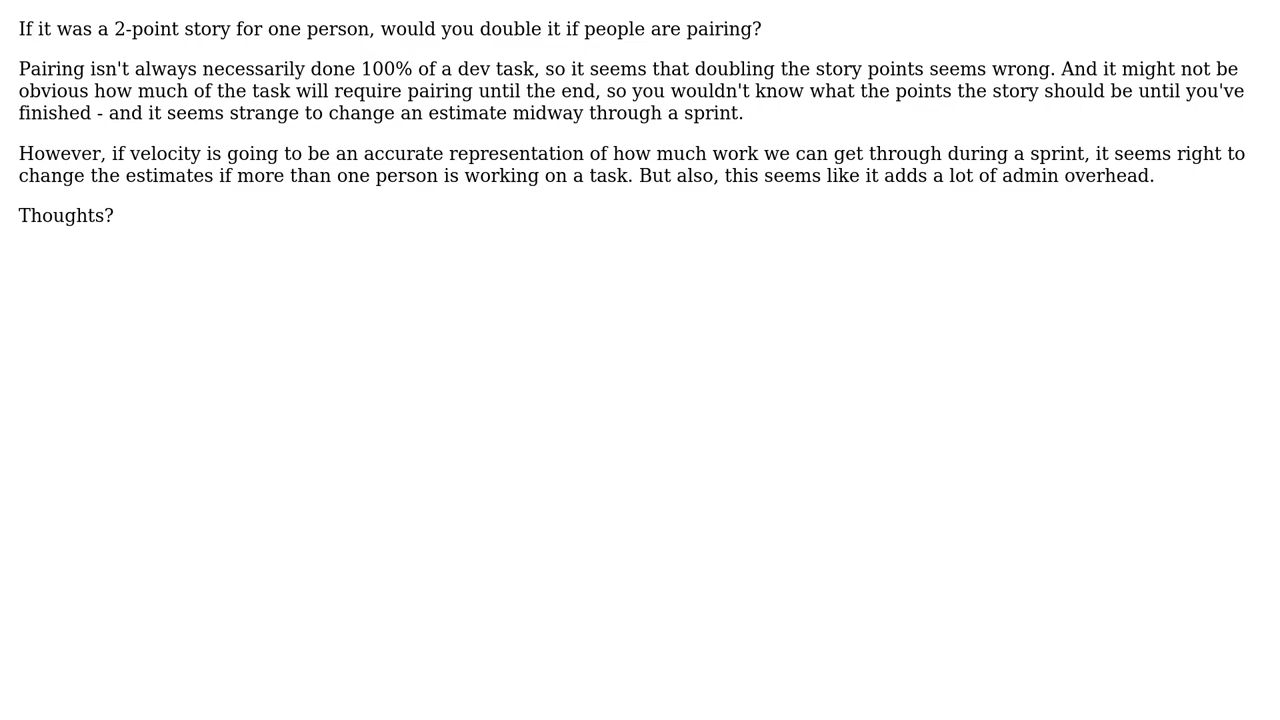 If it was a 2-point story for one person, would you double it if people are pairing?
Pairing isn't always necessarily done 100% of a dev task, so it seems that doubling the story points seems wrong. And it might not be
obvious how much of the task will require pairing until the end, so you wouldn't know what the points the story should be until you've
finished - and it seems strange to change an estimate midway through a sprint.
However, if velocity is going to be an accurate representation of how much work we can get through during a sprint, it seems right to
change the estimates if more than one person is working on a task. But also, this seems like it adds a lot of admin overhead.
Thoughts?